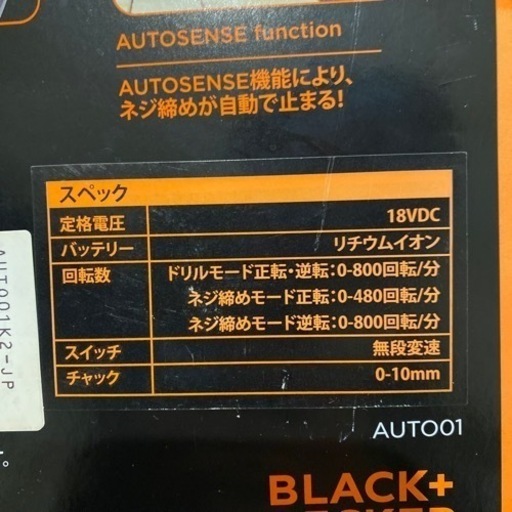 AUTOSENSE function
AUTOSENSE機能により、
ネジ締めが自動で止まる!
スペック
定格電圧 18VDC
バッテリー リチウムイオン
回転数 ドリルモード正転・逆転:0-800回転/分
ネジ締めモード正転:0-480回転/分
ネジ締めモード逆転:0-800回転/分
スイッチ 無段変速
チャック 0-10mm
AUTO01K2-JP
AUTO01
BLACK+